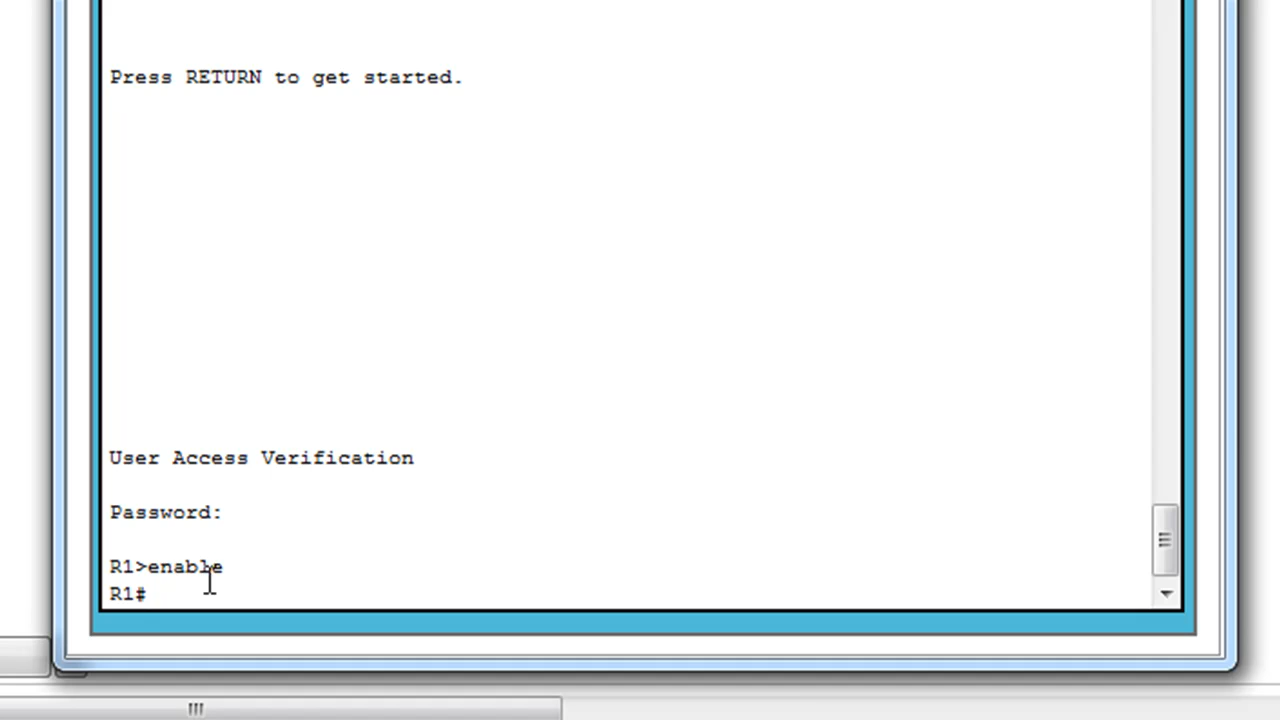 Press RETURN to get started.
User Access Verification
Password:
R1>enable
R1#